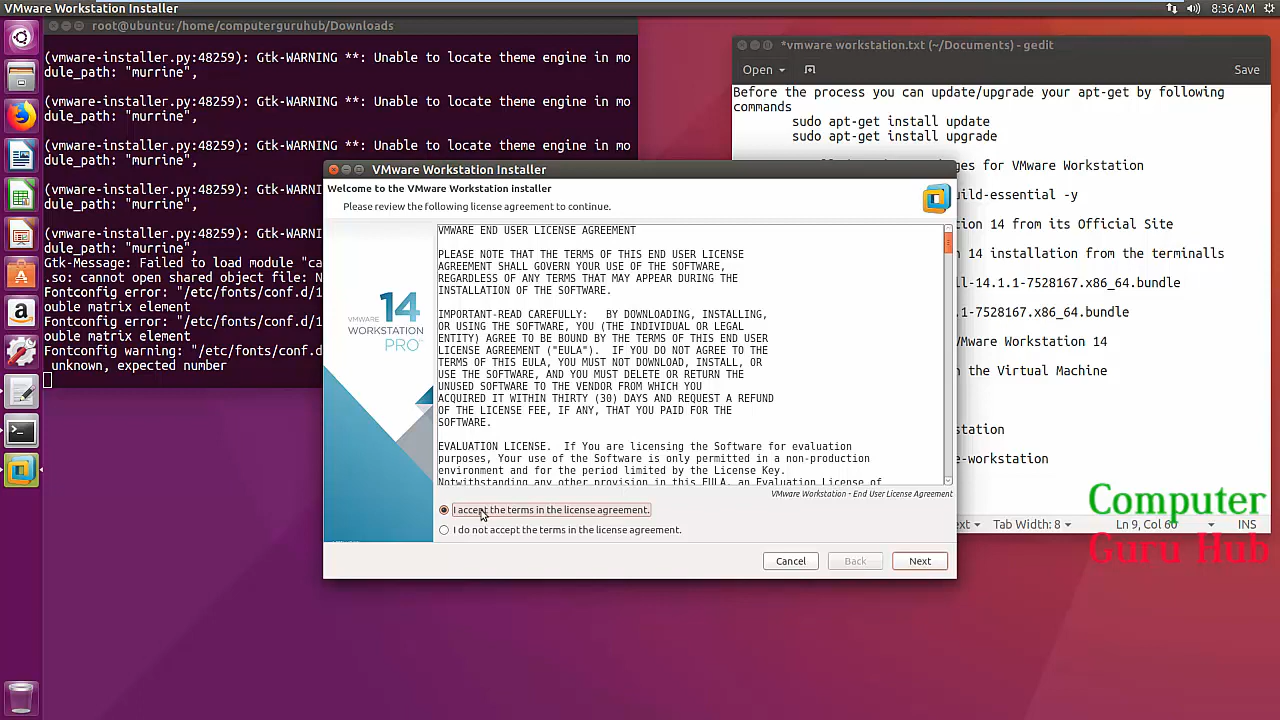 VMware Workstation Installer
8:36 AM
root@ubuntu: /home/computerguruhub/Downloads
(vmware-installer.py:48259): Gtk-WARNING **: Unable to locate theme engine in mo
dule_path: "murrine",
(vmware-installer.py:48259): Gtk-WARNING **: Unable to locate theme engine in mo
dule_path: "murrine",
(vmware-installer.py:48259): Gtk-WARNING **: Unable to locate theme engine in mo
dule_path: "murrine",
(vmware-installer.py:48259): Gtk-WARNI
dule_path: "murrine",
(vmware-installer.py:48259): Gtk-WARNI
dule_path: "murrine",
Gtk-Message: Failed to load module "ca
.so: cannot open shared object file: N
Fontconfig error: "/etc/fonts/conf.d/1
ouble matrix element
Fontconfig error: "/etc/fonts/conf.d/1
ouble matrix element
Fontconfig warning: "/etc/fonts/conf.d
unknown, expected number
*vmware workstation.txt (~/Documents) - gedit
Open
Save
Before the process you can update/upgrade your apt-get by following
commands
sudo apt-get install update
sudo apt-get install upgrade
ges for VMware Workstation
ild-essential -y
tion 14 from its Official Site
14 installation from the terminalls
ll-14.1.1-7528167.x86_64.bundle
.1-7528167.x86_64.bundle
VMware Workstation 14
n the Virtual Machine
station
e-workstation
ext
Tab Width: 8
Ln 9, Col 60
INS
VMware Workstation Installer
Welcome to the VMware Workstation installer
Please review the following license agreement to continue.
14
VMWARE
WORKSTATION
PRO™
VMWARE END USER LICENSE AGREEMENT
PLEASE NOTE THAT THE TERMS OF THIS END USER LICENSE
AGREEMENT SHALL GOVERN YOUR USE OF THE SOFTWARE,
REGARDLESS OF ANY TERMS THAT MAY APPEAR DURING THE
INSTALLATION OF THE SOFTWARE.
IMPORTANT-READ CAREFULLY: BY DOWNLOADING, INSTALLING,
OR USING THE SOFTWARE, YOU (THE INDIVIDUAL OR LEGAL
ENTITY) AGREE TO BE BOUND BY THE TERMS OF THIS END USER
LICENSE AGREEMENT ("EULA"). IF YOU DO NOT AGREE TO THE
TERMS OF THIS EULA, YOU MUST NOT DOWNLOAD, INSTALL, OR
USE THE SOFTWARE, AND YOU MUST DELETE OR RETURN THE
UNUSED SOFTWARE TO THE VENDOR FROM WHICH YOU
ACQUIRED IT WITHIN THIRTY (30) DAYS AND REQUEST A REFUND
OF THE LICENSE FEE, IF ANY, THAT YOU PAID FOR THE
SOFTWARE.
EVALUATION LICENSE. If You are licensing the Software for evaluation
purposes, Your use of the Software is only permitted in a non-production
environment and for the period limited by the License Key.
Notwithstanding any other provision in this EULA, an Evaluation License of
VMware Workstation - End User License Agreement
I accept the terms in the license agreement.
I do not accept the terms in the license agreement.
Cancel
Back
Next
Computer
Guru Hub